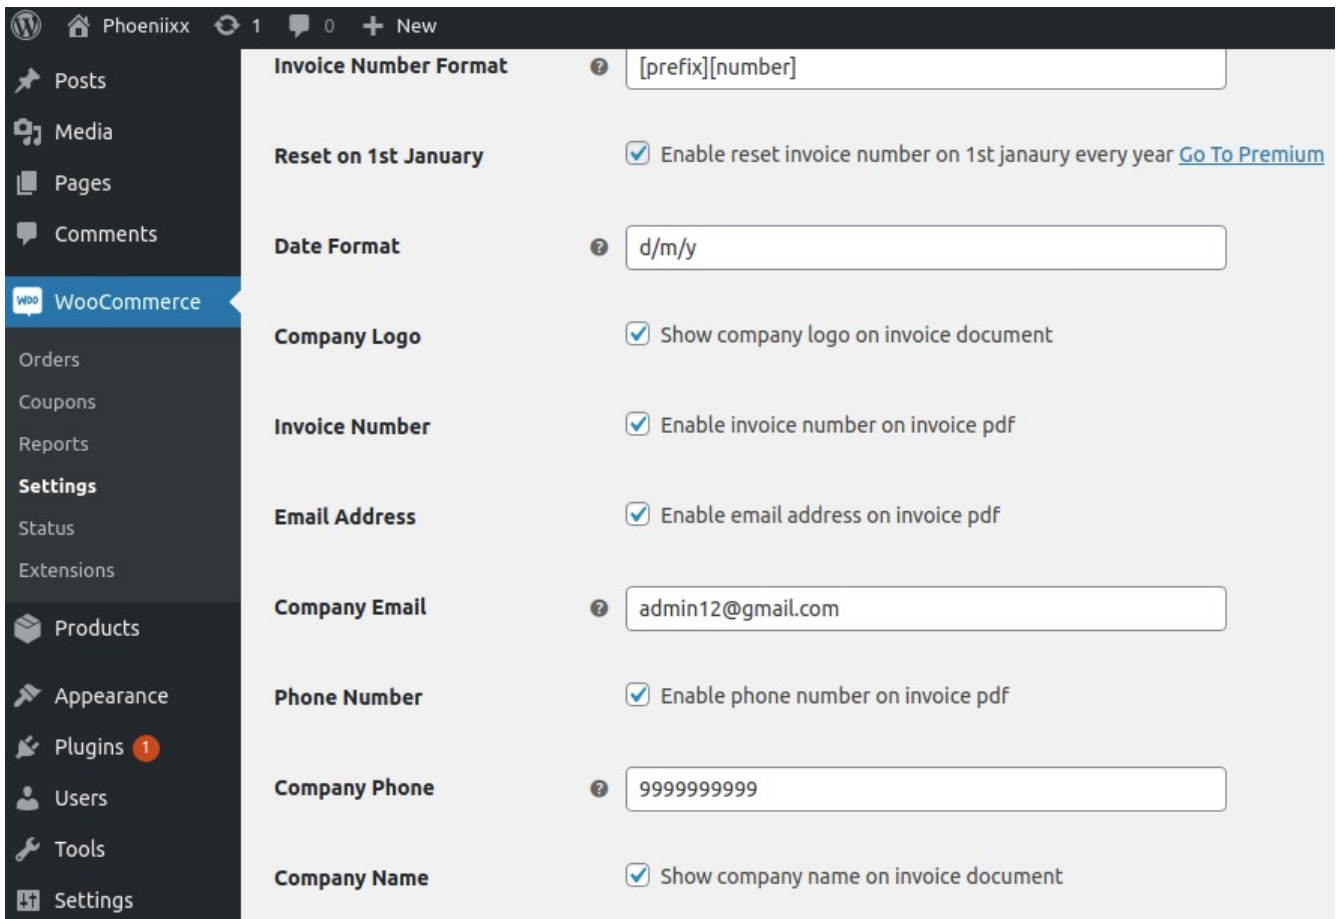 Phoeniixx 1 0 New
Posts
Media
Pages
Comments
Woo WooCommerce
Orders
Coupons
Reports
Settings
Status
Extensions
Products
Appearance
Plugins 1
Users
Tools
Settings
Invoice Number Format ? [prefix][number]
Reset on 1st January Enable reset invoice number on 1st janaury every year Go To Premium
Date Format ? d/m/y
Company Logo Show company logo on invoice document
Invoice Number Enable invoice number on invoice pdf
Email Address Enable email address on invoice pdf
Company Email ? admin12@gmail.com
Phone Number Enable phone number on invoice pdf
Company Phone ? 9999999999
Company Name Show company name on invoice document